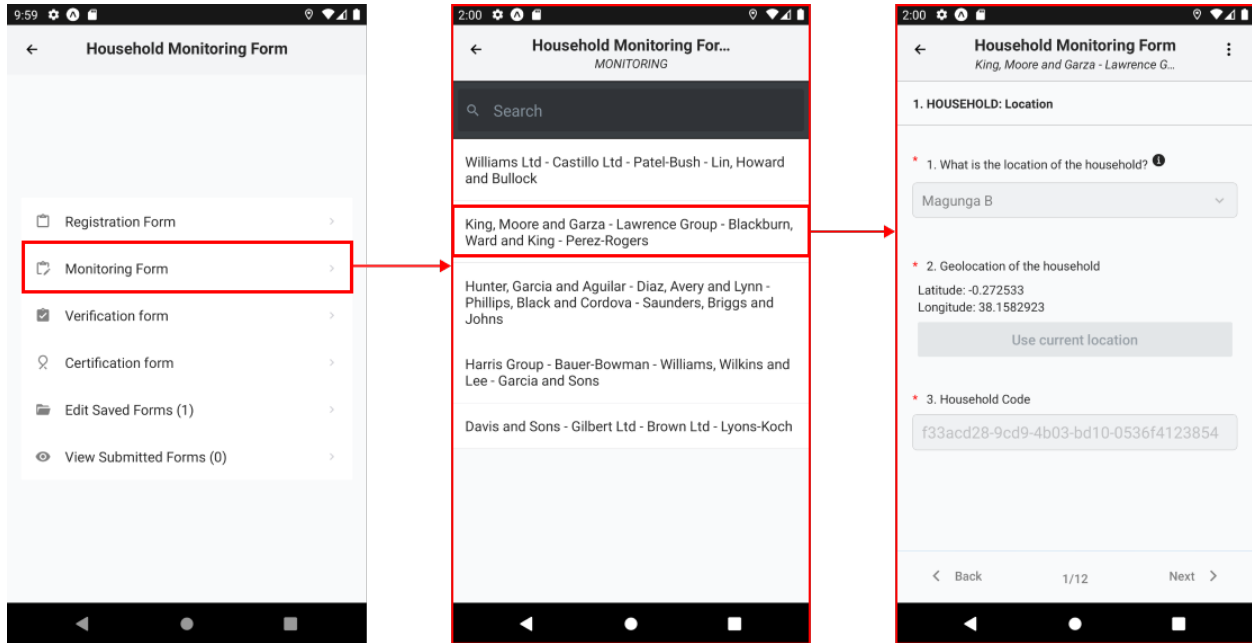 9:59
Household Monitoring Form
Registration Form
Monitoring Form
Verification form
Certification form
Edit Saved Forms (1)
View Submitted Forms (0)
2:00
Household Monitoring For...
MONITORING
Search
Williams Ltd - Castillo Ltd - Patel-Bush - Lin, Howard
and Bullock
King, Moore and Garza - Lawrence Group - Blackburn,
Ward and King - Perez-Rogers
Hunter, Garcia and Aguilar - Diaz, Avery and Lynn -
Phillips, Black and Cordova - Saunders, Briggs and
Johns
Harris Group - Bauer-Bowman - Williams, Wilkins and
Lee - Garcia and Sons
Davis and Sons - Gilbert Ltd - Brown Ltd - Lyons-Koch
2:00
Household Monitoring Form
King, Moore and Garza - Lawrence G...
1. HOUSEHOLD: Location
* 1. What is the location of the household?
Magunga B
* 2. Geolocation of the household
Latitude: -0.272533
Longitude: 38.1582923
Use current location
* 3. Household Code
f33acd28-9cd9-4b03-bd10-0536f4123854
Back 1/12 Next